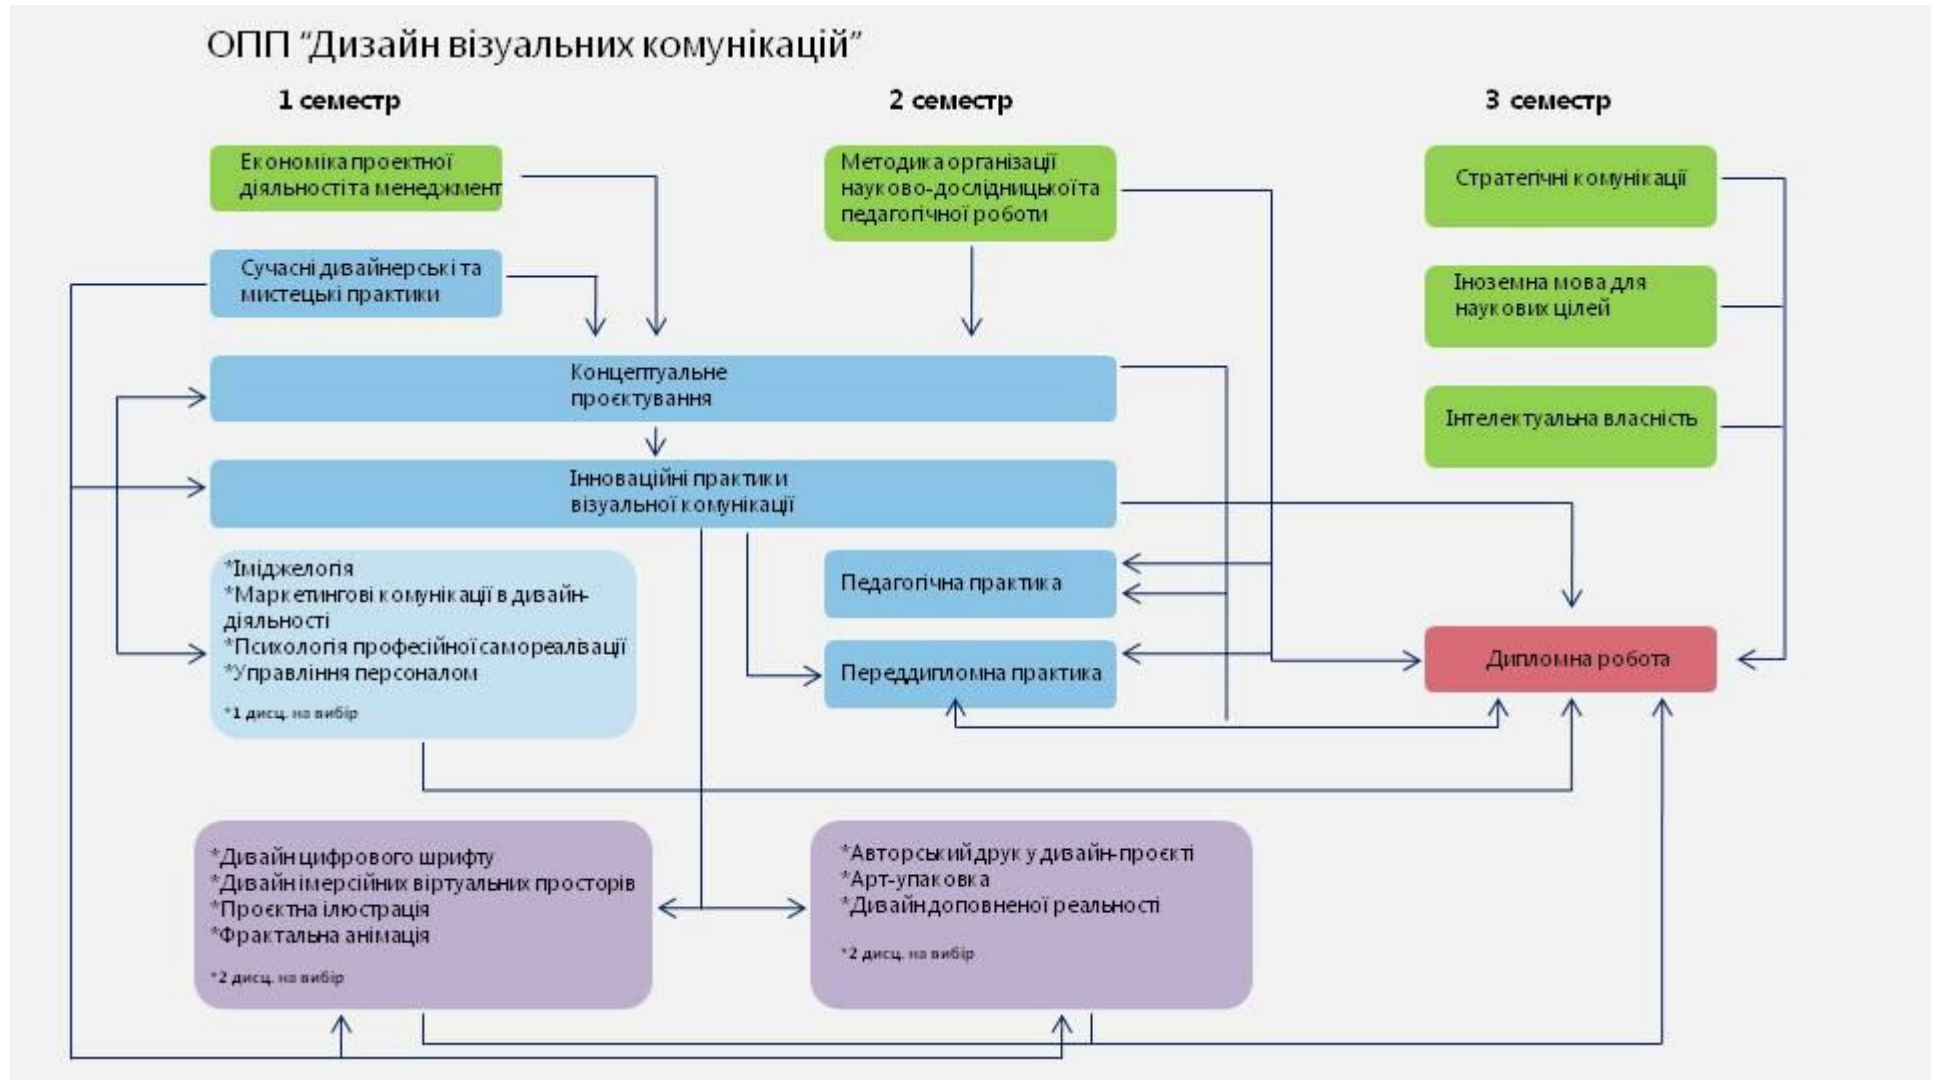 ОПП “Дизайн візуальних комунікацій”
1 семестр
2 семестр
3 семестр
Економіка проектної
діяльності та менеджмент
Методика організації
науково-дослідницької та
педагогічної роботи
Стратегічні комунікації
Сучасні дизайнерські та
мистецькі практики
Іноземна мова для
наукових цілей
Концептуальне
проєктування
Інтелектуальна власність
Інноваційні практики
візуальної комунікації
*Іміджелогія
*Маркетингові комунікації в дизайн-
діяльності
*Психологія професійної самореалізації
*Управління персоналом
*1 дисц. на вибір
Педагогічна практика
Переддипломна практика
Дипломна робота
*Дизайн цифрового шрифту
*Дизайн імерсійних віртуальних просторів
*Проєктна ілюстрація
*Фрактальна анімація
*2 дисц. на вибір
*Авторський друк у дизайн-проєкті
*Арт-упаковка
*Дизайн доповненої реальності
*2 дисц. на вибір